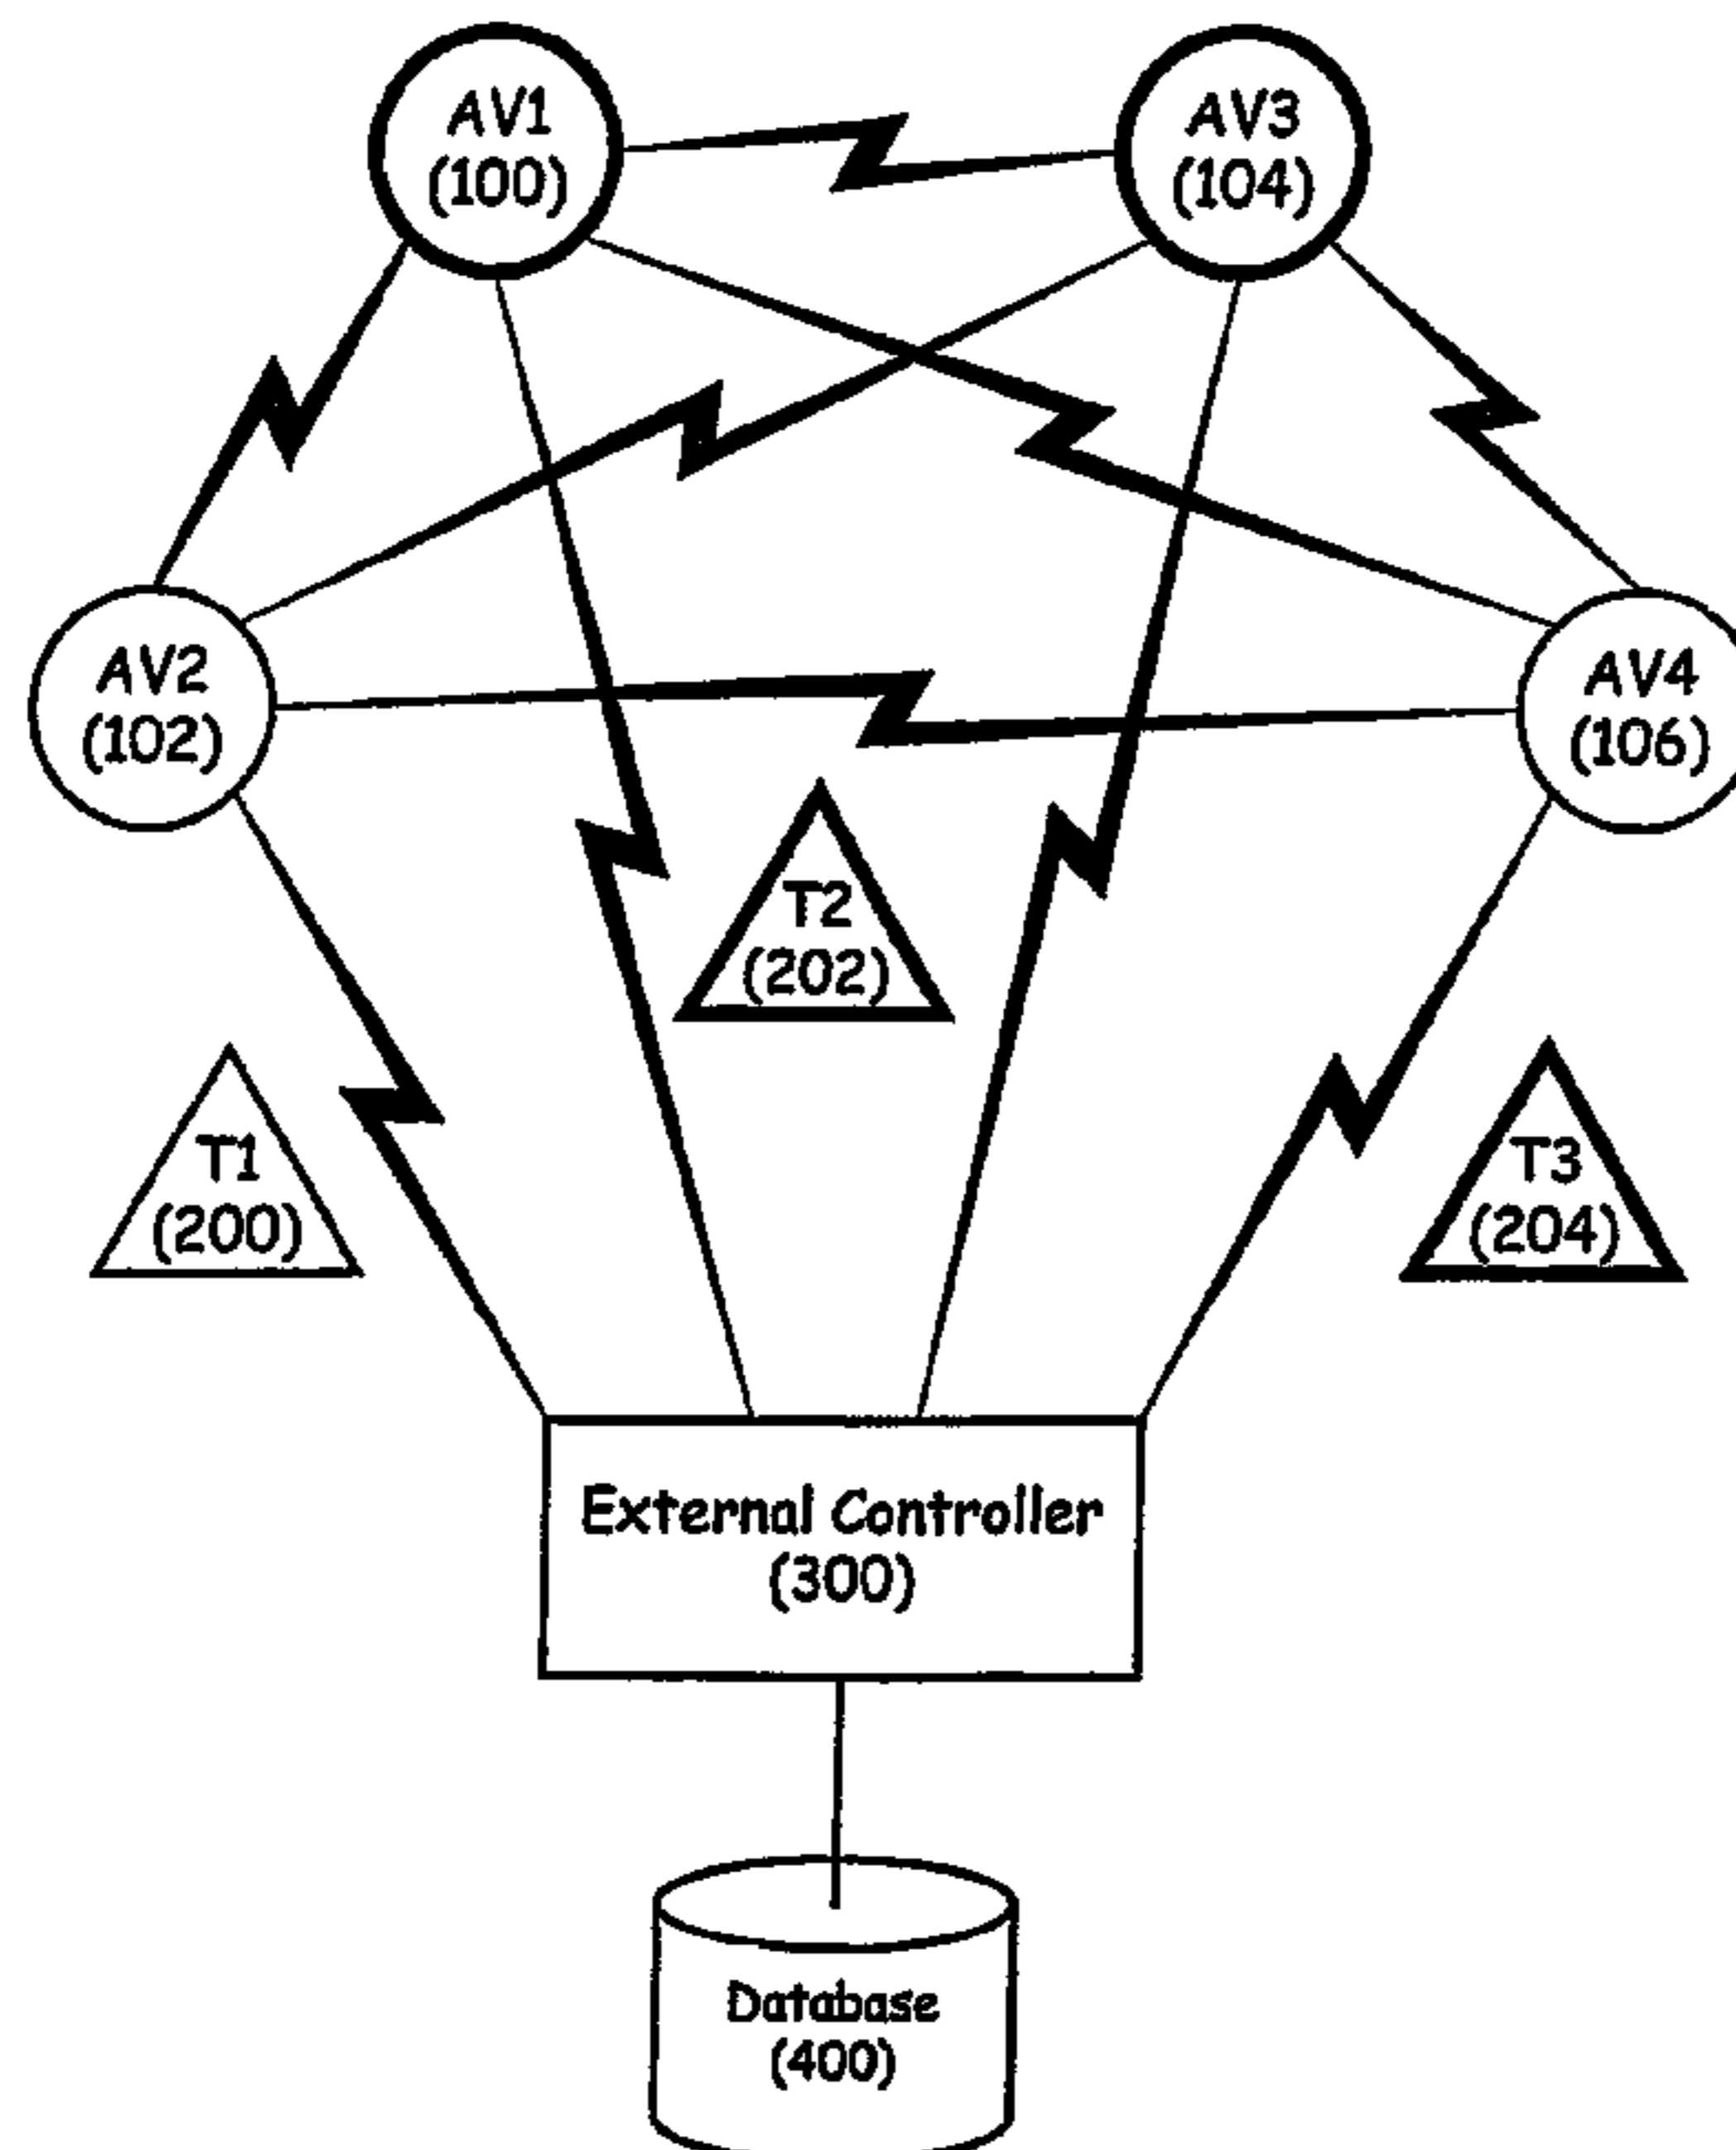 AV1
(100)
AV3
(104)
AV2
(102)
AV4
(106)
T2
(202)
T1
(200)
T3
(204)
External Controller
(300)
Database
(400)